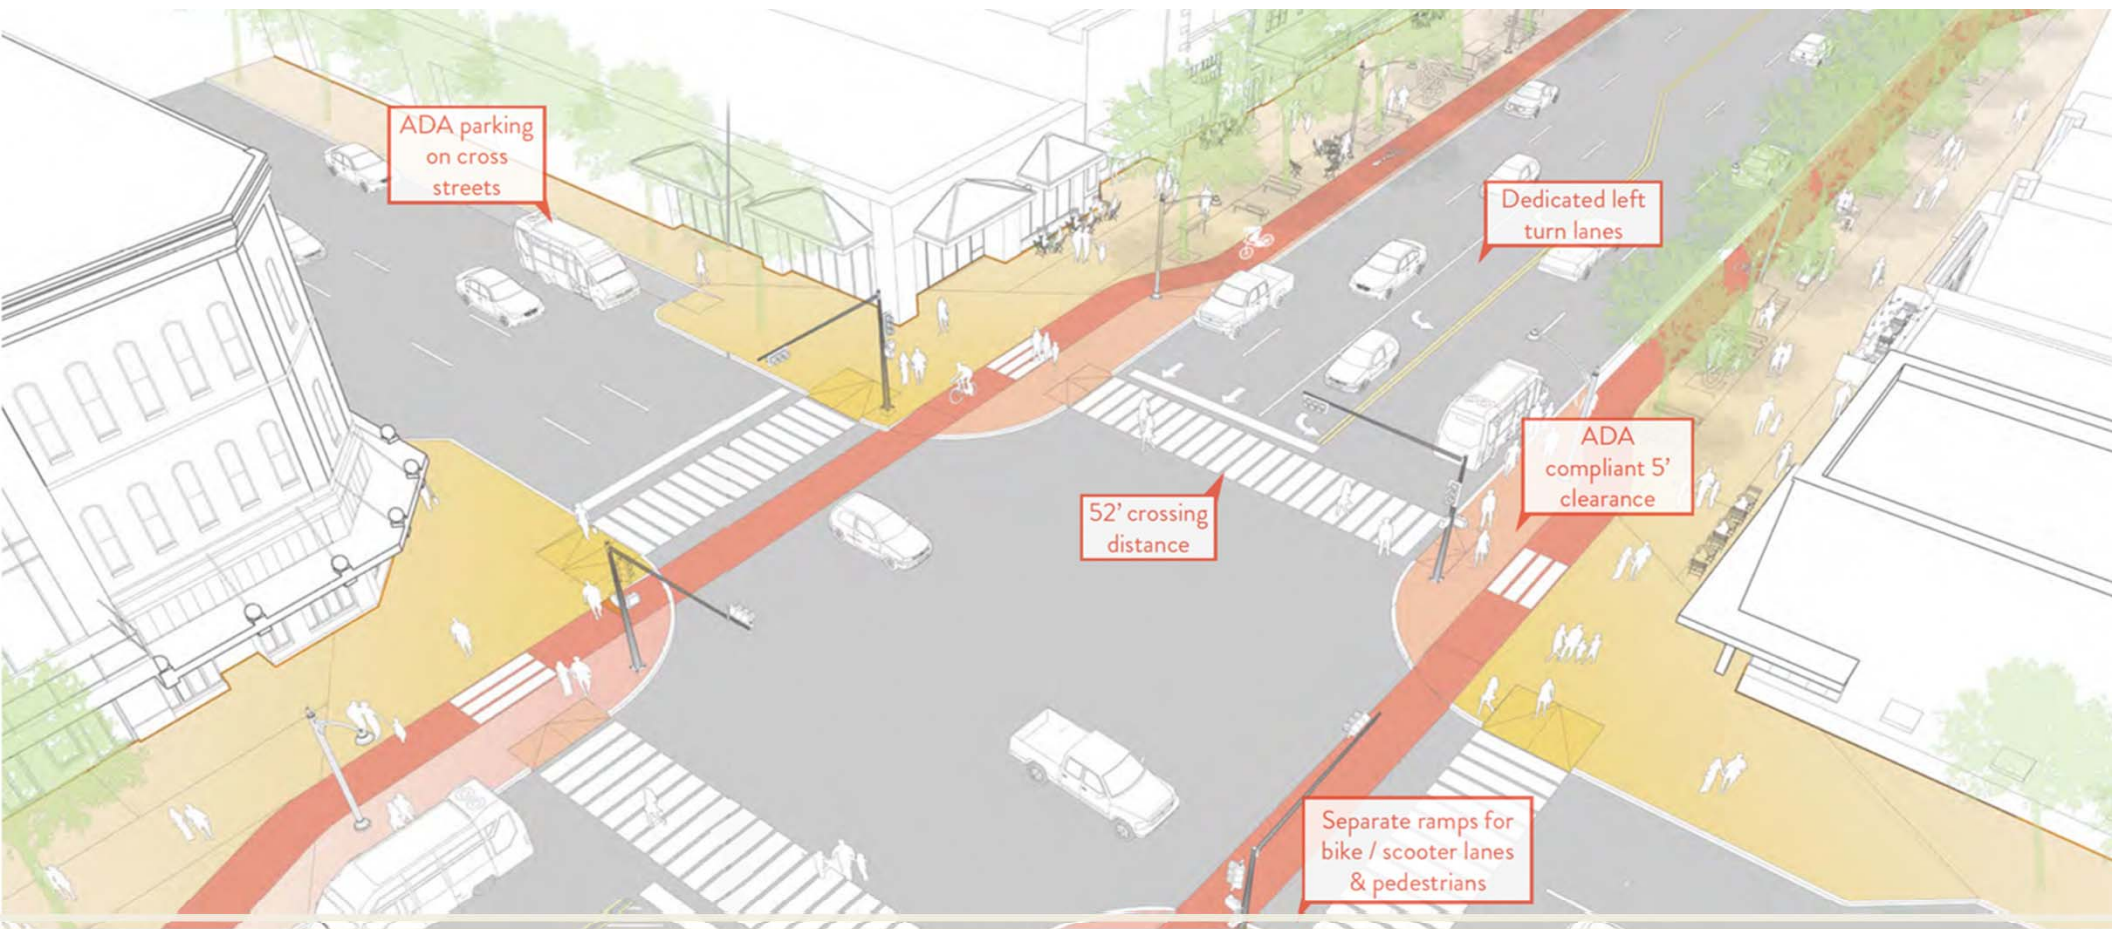 ADA parking
on cross
streets
Dedicated left
turn lanes
ADA
compliant 5’
clearance
52’ crossing
distance
Separate ramps for
bike / scooter lanes
& pedestrians